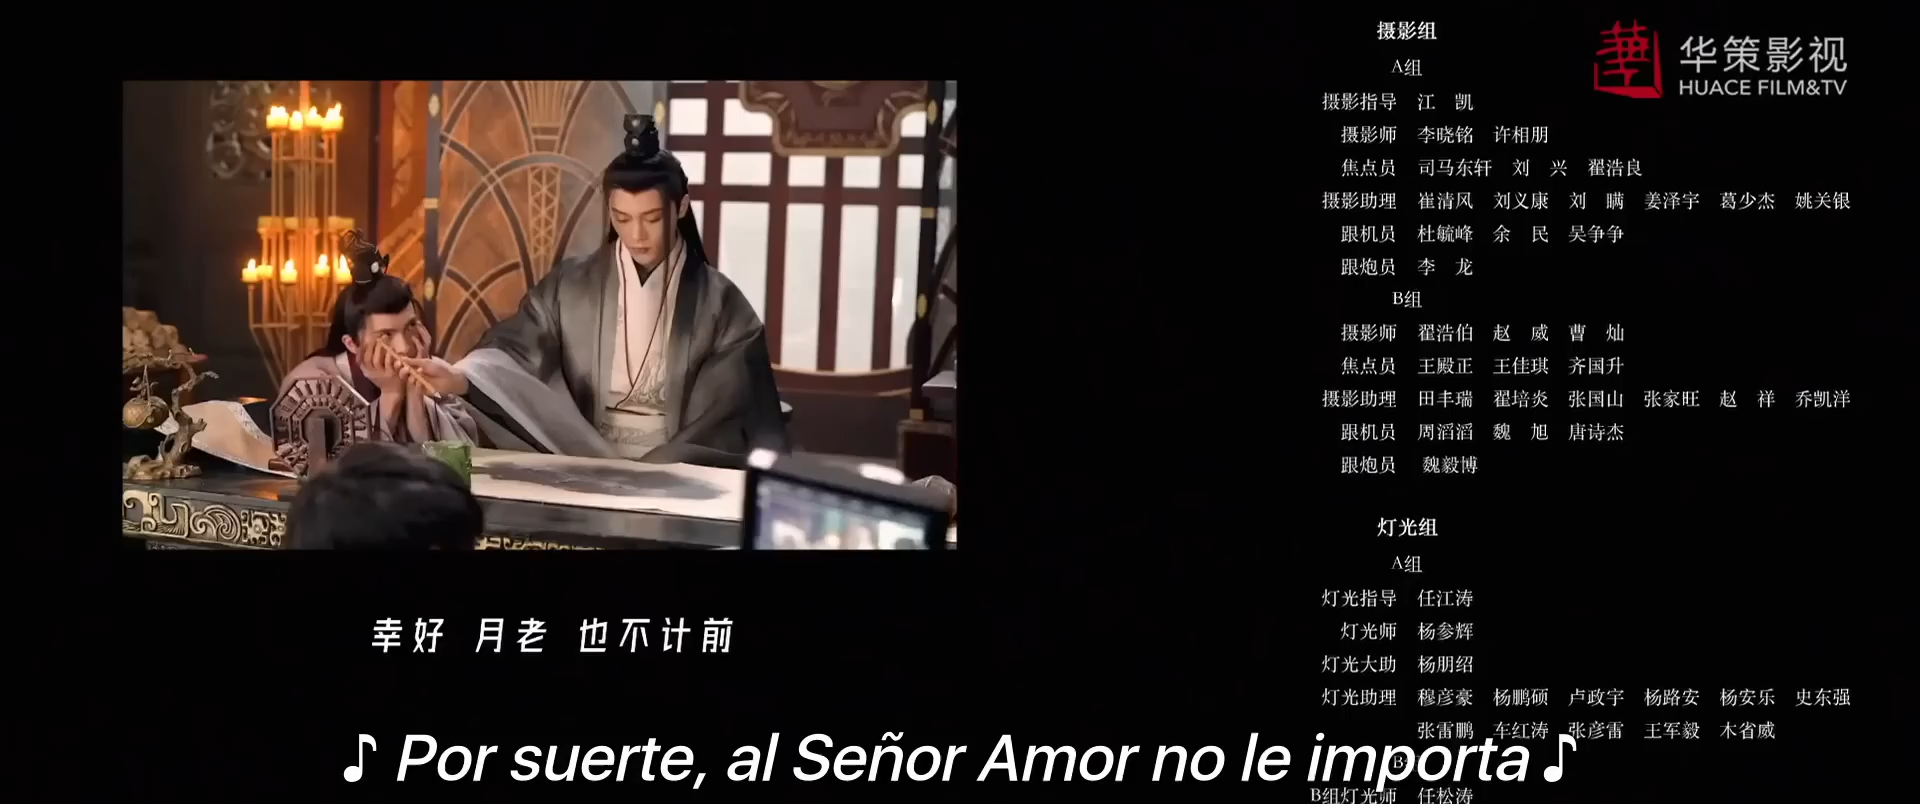 摄影组
A组
摄影指导 江 凯
摄影师 李晓铭 许相朋
焦点员 司马东轩 刘 兴 翟浩良
摄影助理 崔清风 刘义康 刘 瞒 姜泽宇 葛少杰 姚关银
跟机员 杜毓峰 余 民 吴争争
跟炮员 李 龙
B组
摄影师 翟浩伯 赵 威 曹 灿
焦点员 王殿正 王佳琪 齐国升
摄影助理 田丰瑞 翟培炎 张国山 张家旺 赵 祥 乔凯洋
跟机员 周滔滔 魏 旭 唐诗杰
跟炮员 魏毅博
灯光组
A组
灯光指导 任江涛
灯光师 杨参辉
灯光大助 杨朋绍
灯光助理 穆彦豪 杨鹏硕 卢政宇 杨路安 杨安乐 史东强
张雷鹏 车红涛 张彦雷 王军毅 木省威
B组灯光师 任松涛
華
华策影视
HUACE FILM&TV
幸好 月老 也不计前
♪ Por suerte, al Señor Amor no le importa ♪